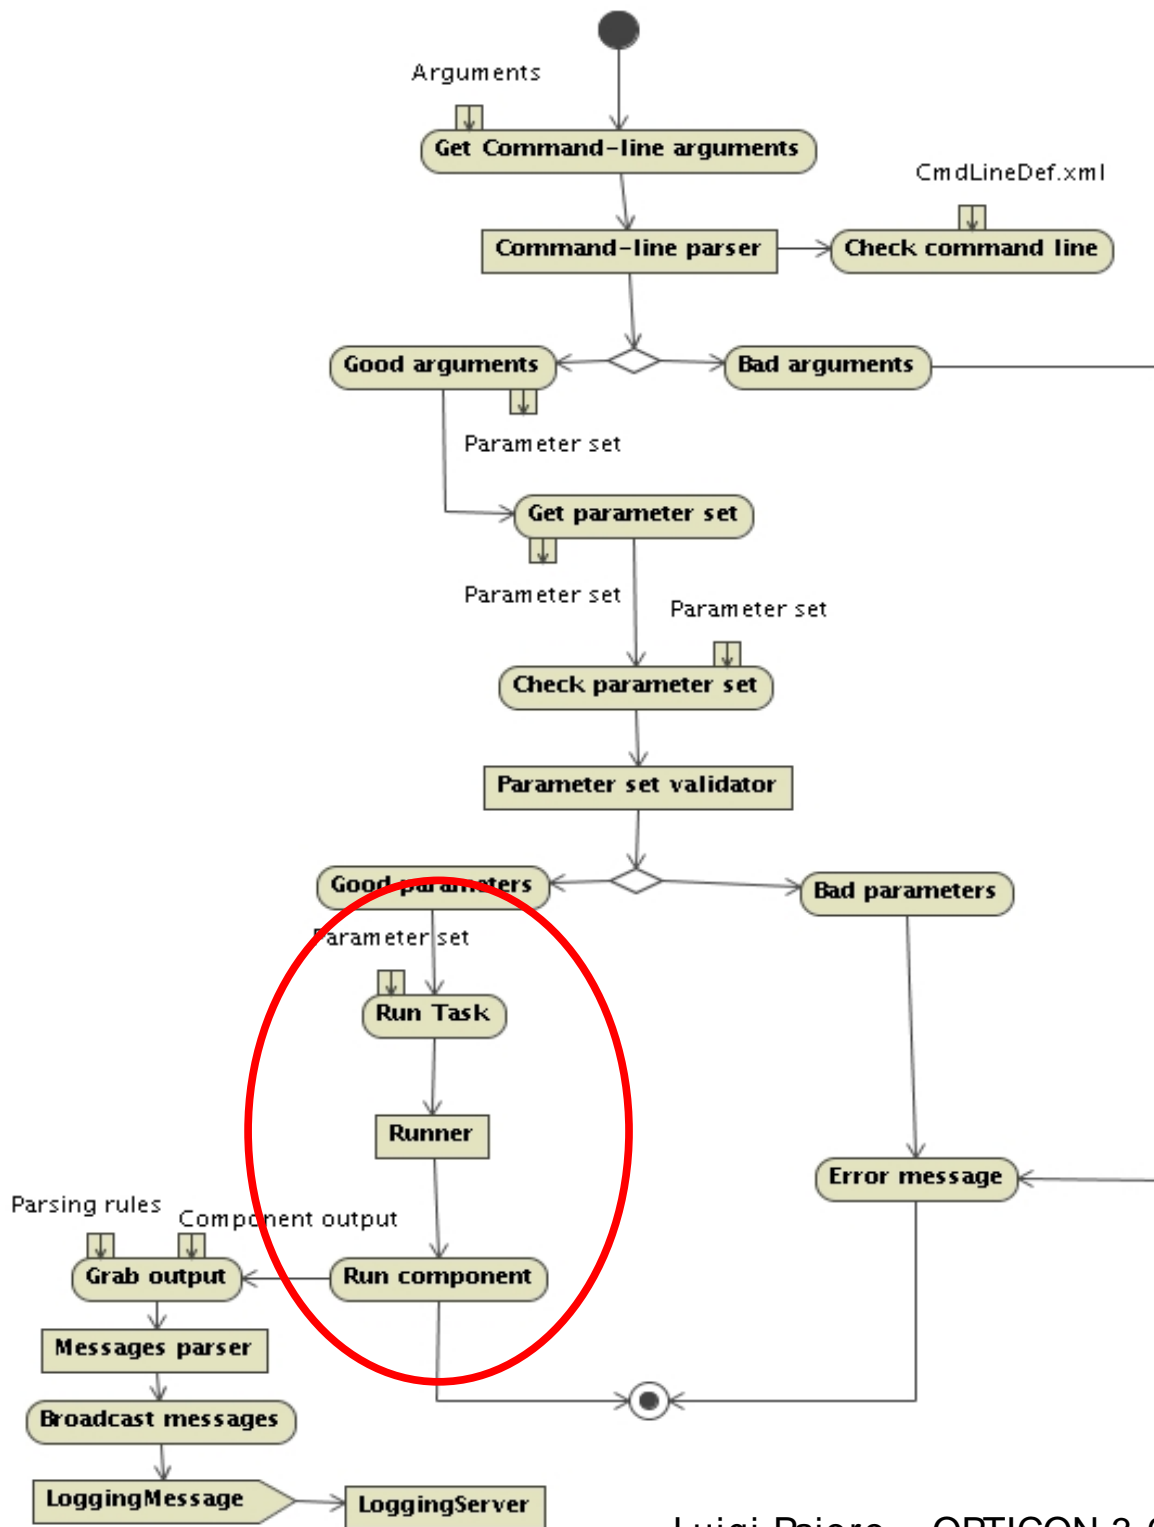 Arguments
Get Command-line arguments
CmdLineDef.xml
Command-line parser
Check command line
Good arguments
Bad arguments
Parameter set
Get parameter set
Parameter set
Parameter set
Check parameter set
Parameter set validator
Good parameters
Bad parameters
Parameter set
Run Task
Runner
Error message
Parsing rules
Component output
Grab output
Run component
Messages parser
Broadcast messages
LoggingMessage
LoggingServer
Luigi